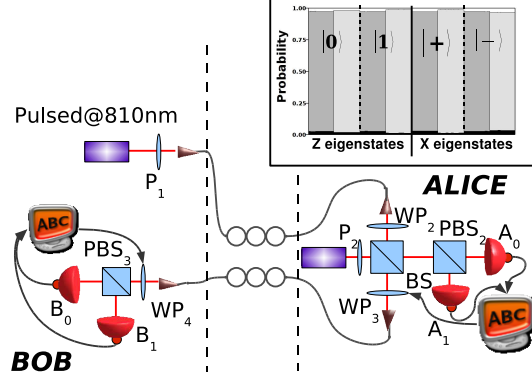 Probability
1.00
0.75
0.50
0.25
0.00
|0⟩ |1⟩ |+⟩ |−⟩
Z eigenstates X eigenstates
Pulsed@810nm
P1
ALICE
WP2
P2
PBS2
A0
BS
WP3
A1
ABC
ABC
PBS3
WP4
B0
B1
BOB